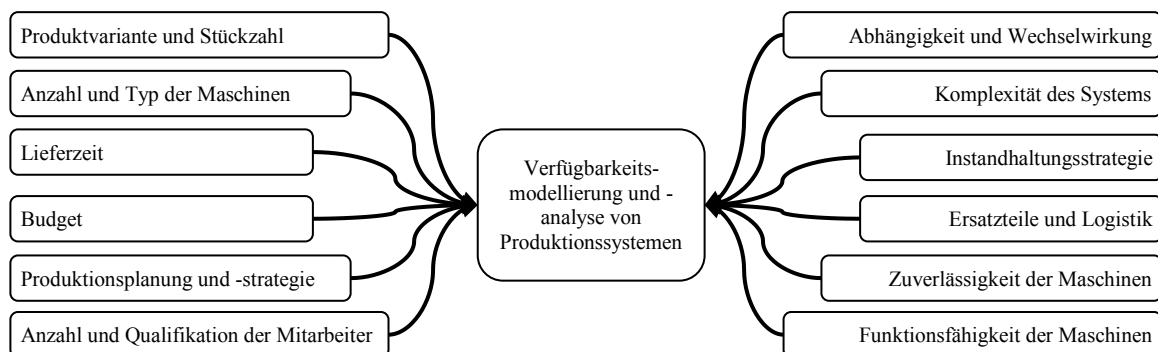 Produktvariante und Stückzahl
Anzahl und Typ der Maschinen
Lieferzeit
Budget
Produktionsplanung und -strategie
Anzahl und Qualifikation der Mitarbeiter
Verfügbarkeits-
modellierung und -
analyse von
Produktionssystemen
Abhängigkeit und Wechselwirkung
Komplexität des Systems
Instandhaltungsstrategie
Ersatzteile und Logistik
Zuverlässigkeit der Maschinen
Funktionsfähigkeit der Maschinen